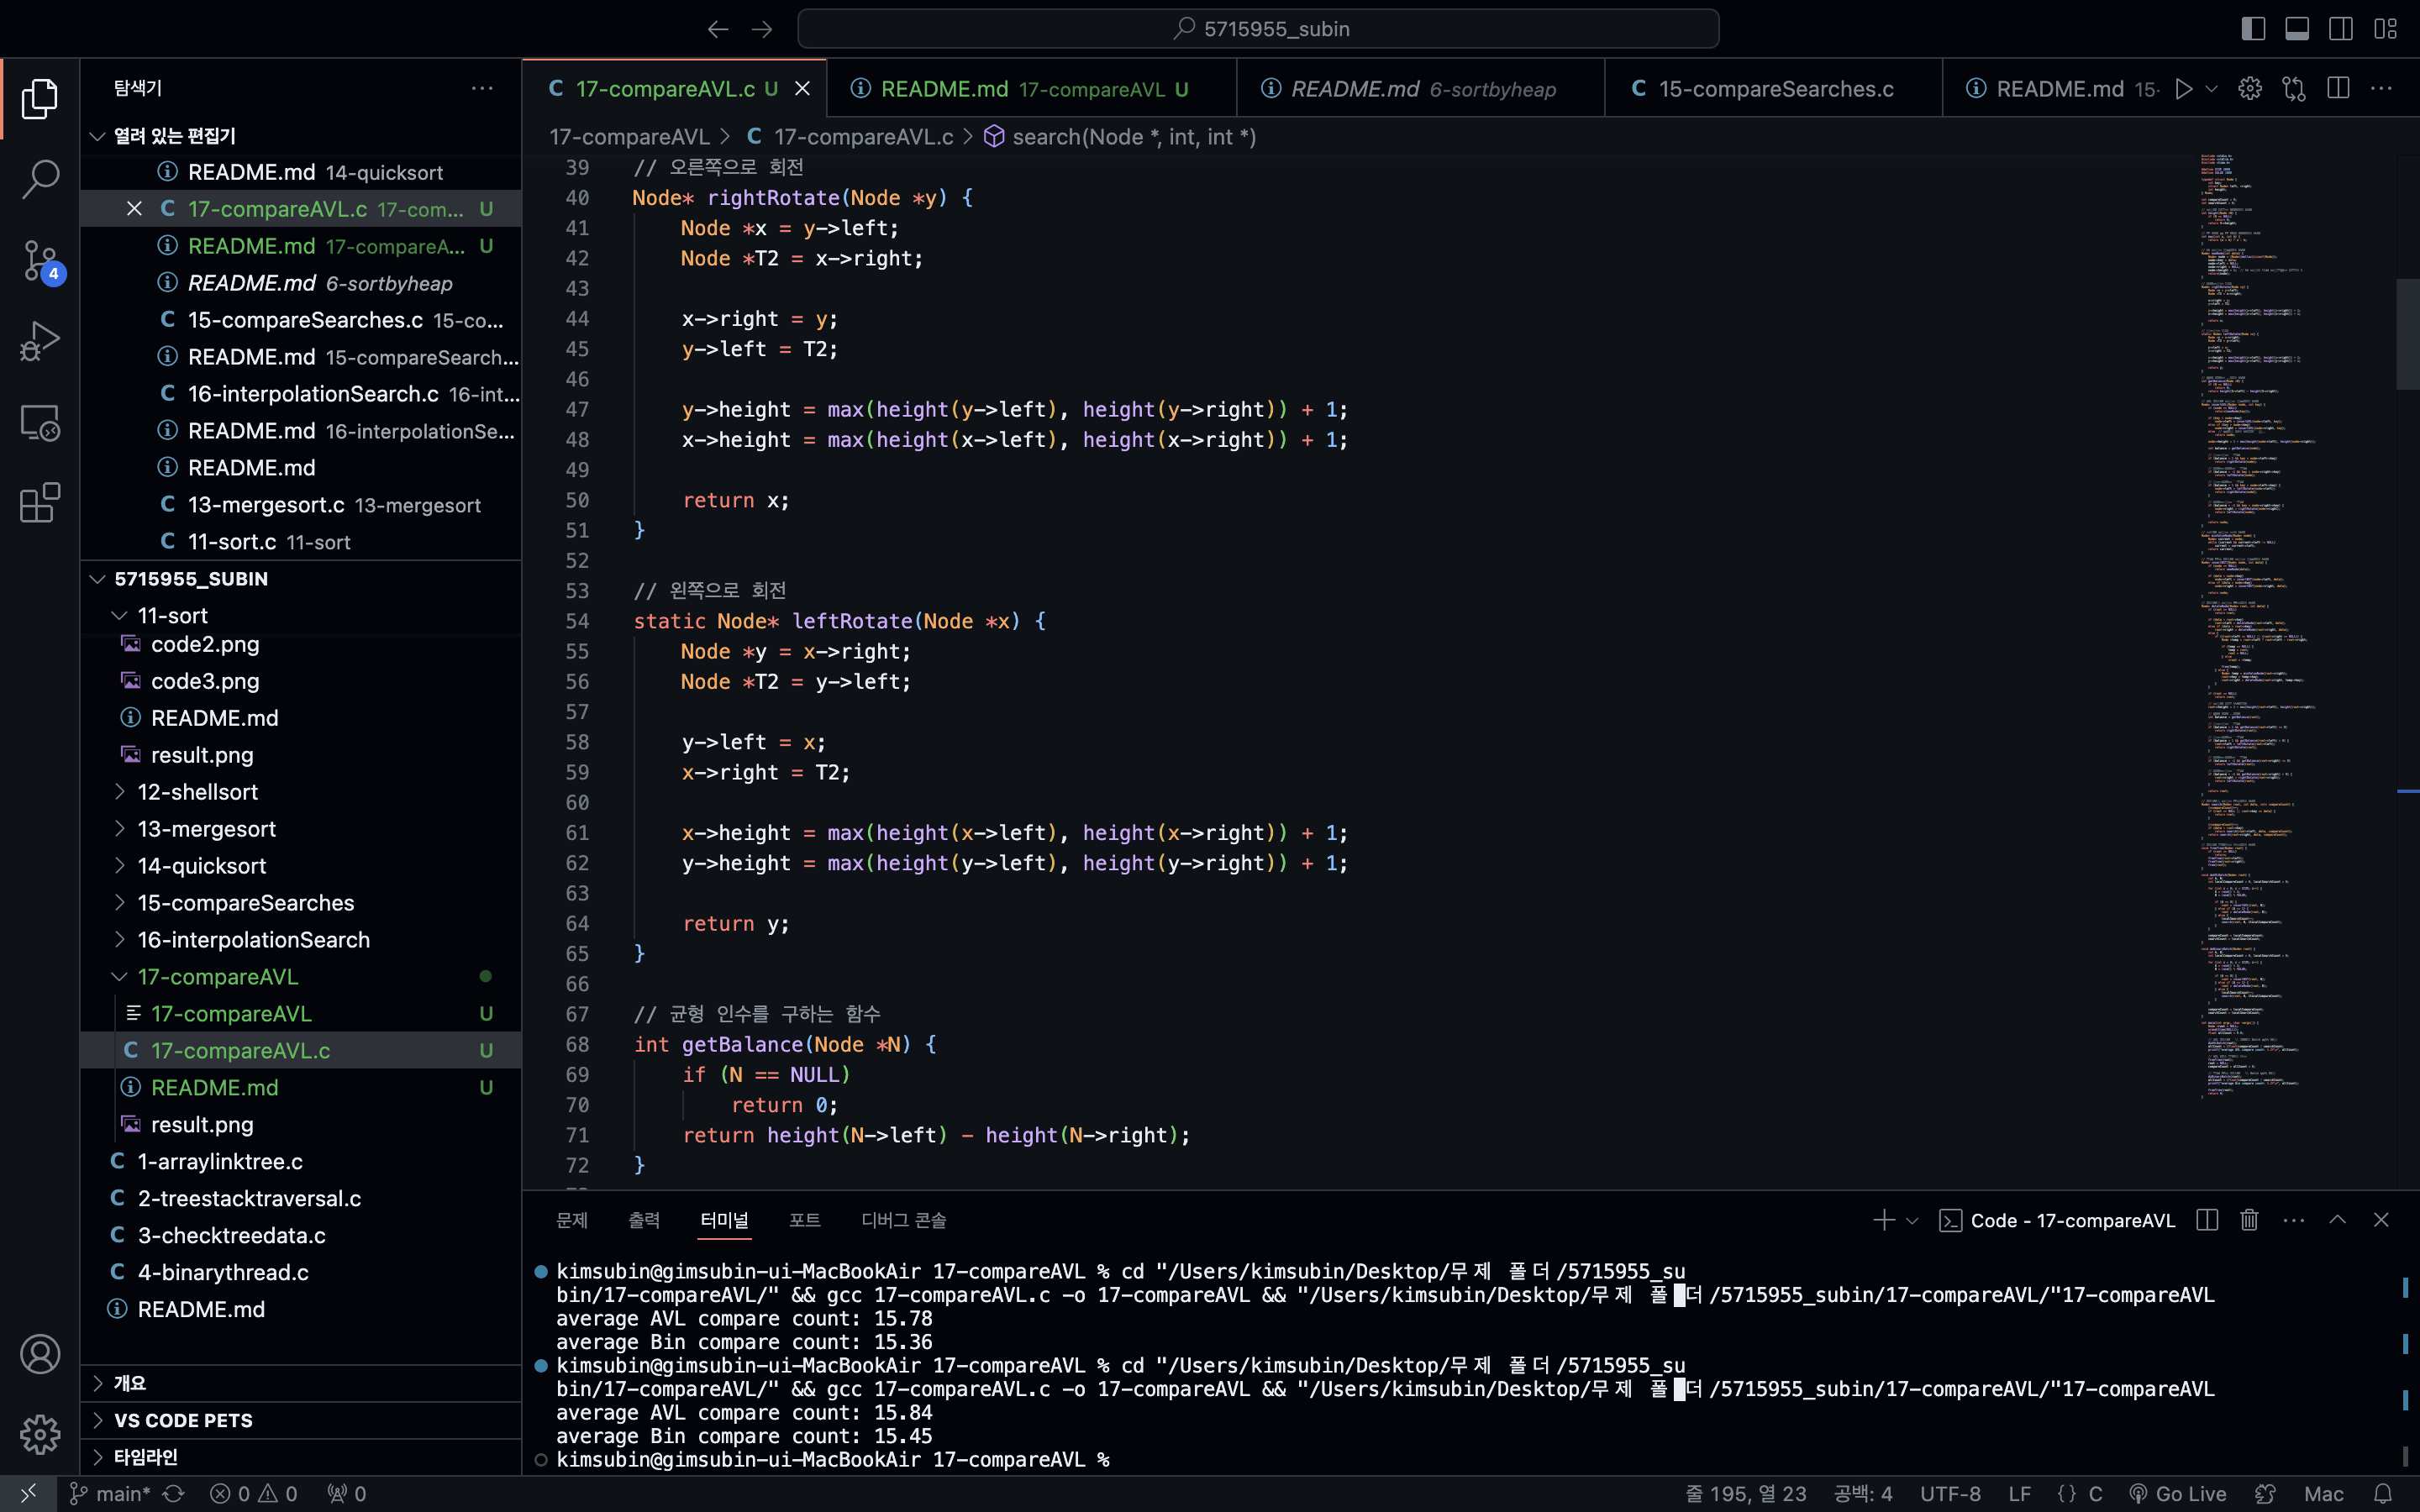 5715955_subin
탐색기
열려 있는 편집기
README.md 14-quicksort
17-compareAVL.c 17-com... U
README.md 17-compareA... U
README.md 6-sortbyheap
15-compareSearches.c 15-co...
README.md 15-compareSearch...
16-interpolationSearch.c 16-int...
README.md 16-interpolationSe...
README.md
13-mergesort.c 13-mergesort
11-sort.c 11-sort
5715955_SUBIN
11-sort
code2.png
code3.png
README.md
result.png
12-shellsort
13-mergesort
14-quicksort
15-compareSearches
16-interpolationSearch
17-compareAVL
17-compareAVL U
17-compareAVL.c U
README.md U
result.png
1-arraylinktree.c
2-treestacktraversal.c
3-checktreedata.c
4-binarythread.c
README.md
개요
VS CODE PETS
타임라인
4
17-compareAVL.c U
README.md 17-compareAVL U
README.md 6-sortbyheap
15-compareSearches.c
README.md 15-
17-compareAVL > C 17-compareAVL.c > search(Node *, int, int *)
39 // 오른쪽으로 회전
40 Node* rightRotate(Node *y) {
41 Node *x = y->left;
42 Node *T2 = x->right;
43
44 x->right = y;
45 y->left = T2;
46
47 y->height = max(height(y->left), height(y->right)) + 1;
48 x->height = max(height(x->left), height(x->right)) + 1;
49
50 return x;
51 }
52
53 // 왼쪽으로 회전
54 static Node* leftRotate(Node *x) {
55 Node *y = x->right;
56 Node *T2 = y->left;
57
58 y->left = x;
59 x->right = T2;
60
61 x->height = max(height(x->left), height(x->right)) + 1;
62 y->height = max(height(y->left), height(y->right)) + 1;
63
64 return y;
65 }
66
67 // 균형 인수를 구하는 함수
68 int getBalance(Node *N) {
69 if (N == NULL)
70 return 0;
71 return height(N->left) - height(N->right);
72 }
문제 출력 터미널 포트 디버그 콘솔
Code - 17-compareAVL
kimsubin@gimsubin-ui-MacBookAir 17-compareAVL % cd "/Users/kimsubin/Desktop/무제 폴더/5715955_su
bin/17-compareAVL/" && gcc 17-compareAVL.c -o 17-compareAVL && "/Users/kimsubin/Desktop/무제 폴더/5715955_subin/17-compareAVL/"17-compareAVL
average AVL compare count: 15.78
average Bin compare count: 15.36
kimsubin@gimsubin-ui-MacBookAir 17-compareAVL % cd "/Users/kimsubin/Desktop/무제 폴더/5715955_su
bin/17-compareAVL/" && gcc 17-compareAVL.c -o 17-compareAVL && "/Users/kimsubin/Desktop/무제 폴더/5715955_subin/17-compareAVL/"17-compareAVL
average AVL compare count: 15.84
average Bin compare count: 15.45
kimsubin@gimsubin-ui-MacBookAir 17-compareAVL %
main* 0 0 0
줄 195, 열 23 공백: 4 UTF-8 LF {} C Go Live Mac